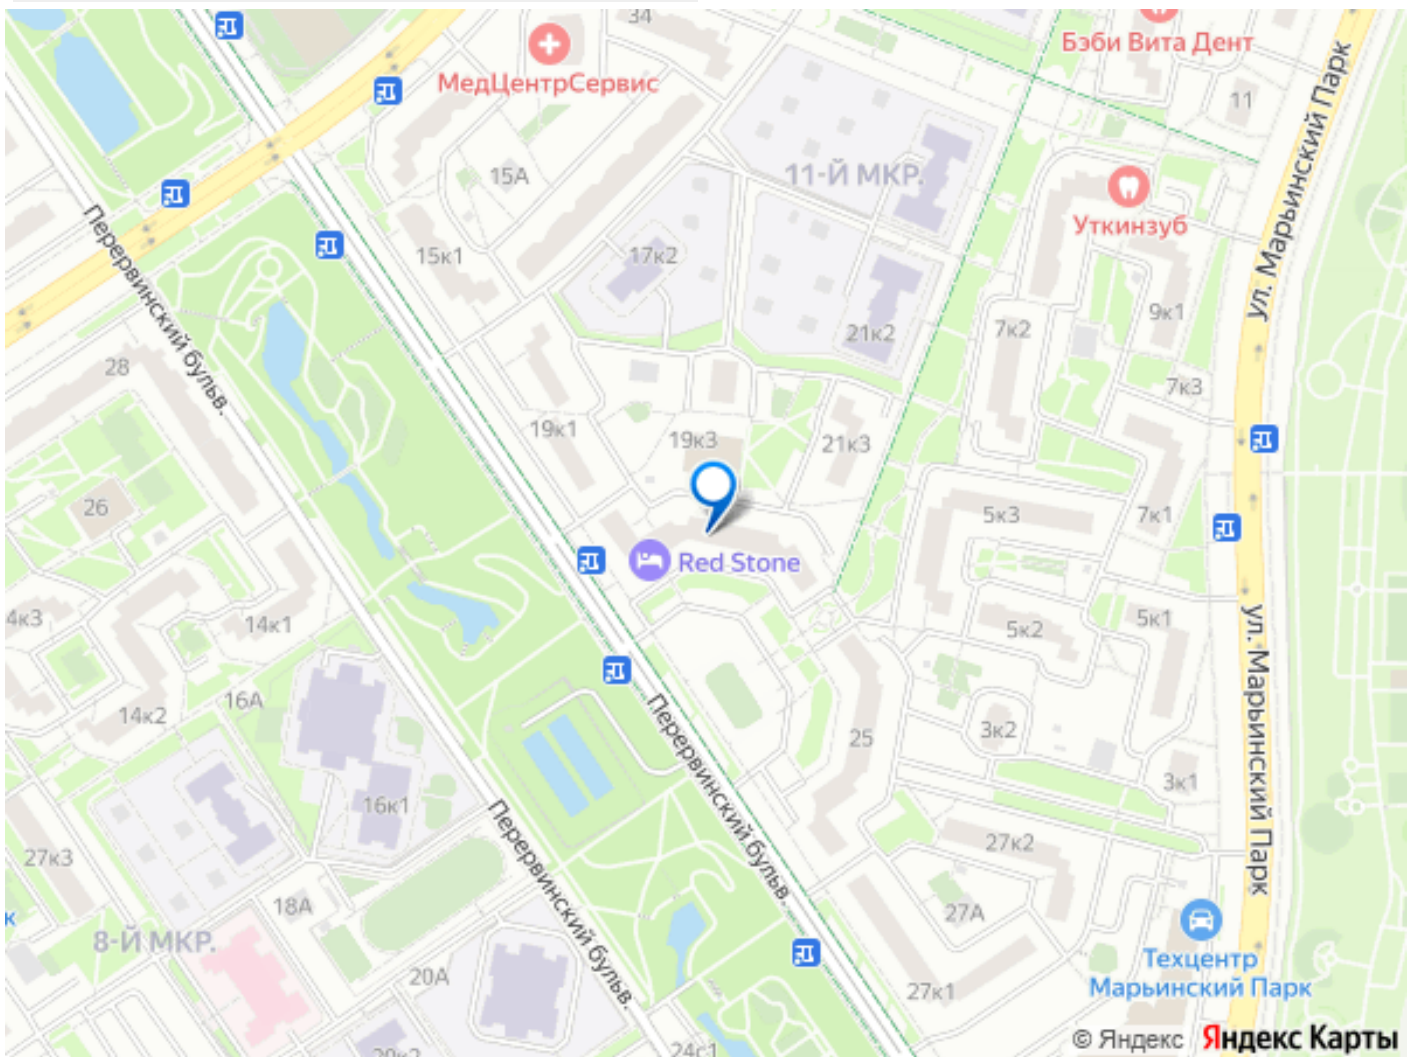 34
Бэби Вита Дент
МедЦентрСервис
11
ул. Марьинский Парк
15А
11-Й МКР.
Уткинзуб
Перервинский бульв.
15к1
17к2
9к1
21к2
7к2
28
7к3
19к1
19к3
21к3
26
5к3
7к1
Red Stone
4к3
14к1
5к2
5к1
ул. Марьинский Парк
16А
14к2
Перервинский бульв.
25
3к2
3к1
16к1
Перервинский бульв.
27к3
27к2
18А
27А
к
8-Й МКР.
20А
Техцентр
Марьинский Парк
27к1
20к2
24с1
© Яндекс Яндекс Карты